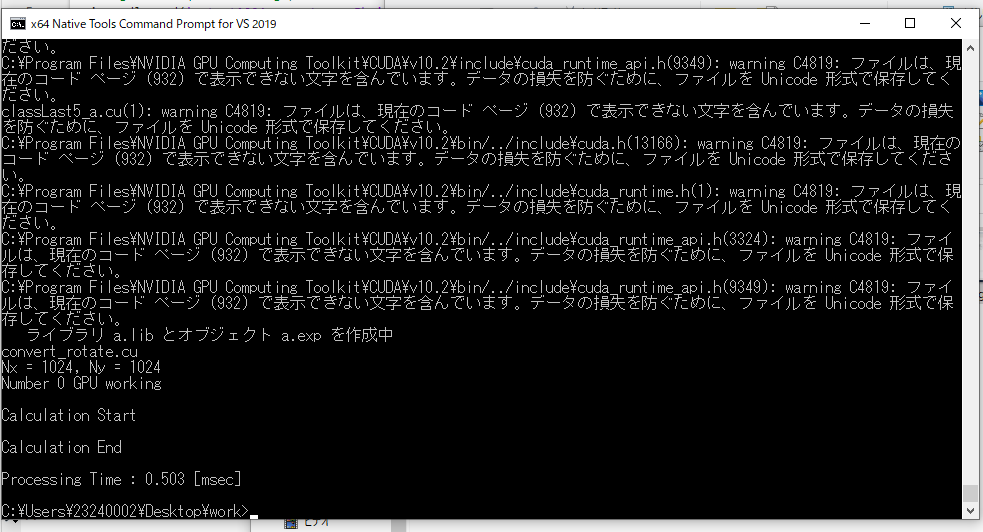 x64 Native Tools Command Prompt for VS 2019
ださい。
C:¥Program Files¥NVIDIA GPU Computing Toolkit¥CUDA¥v10.2¥include¥cuda_runtime_api.h(9349): warning C4819: ファイルは、現
在のコード ページ (932) で表示できない文字を含んでいます。データの損失を防ぐために、ファイルを Unicode 形式で保存してく
ださい。
classLast5_a.cu(1): warning C4819: ファイルは、現在のコード ページ (932) で表示できない文字を含んでいます。データの損失
を防ぐために、ファイルを Unicode 形式で保存してください。
C:¥Program Files¥NVIDIA GPU Computing Toolkit¥CUDA¥v10.2¥bin/../include¥cuda.h(13166): warning C4819: ファイルは、現在の
コード ページ (932) で表示できない文字を含んでいます。データの損失を防ぐために、ファイルを Unicode 形式で保存してくださ
い。
C:¥Program Files¥NVIDIA GPU Computing Toolkit¥CUDA¥v10.2¥bin/../include¥cuda_runtime.h(1): warning C4819: ファイルは、現
在のコード ページ (932) で表示できない文字を含んでいます。データの損失を防ぐために、ファイルを Unicode 形式で保存してく
ださい。
C:¥Program Files¥NVIDIA GPU Computing Toolkit¥CUDA¥v10.2¥bin/../include¥cuda_runtime_api.h(3324): warning C4819: ファイ
ルは、現在のコード ページ (932) で表示できない文字を含んでいます。データの損失を防ぐために、ファイルを Unicode 形式で保
存してください。
C:¥Program Files¥NVIDIA GPU Computing Toolkit¥CUDA¥v10.2¥bin/../include¥cuda_runtime_api.h(9349): warning C4819: ファイ
ルは、現在のコード ページ (932) で表示できない文字を含んでいます。データの損失を防ぐために、ファイルを Unicode 形式で保
存してください。
ライブラリ a.lib とオブジェクト a.exp を作成中
convert_rotate.cu
Nx = 1024, Ny = 1024
Number 0 GPU working
Calculation Start
Calculation End
Processing Time : 0.503 [msec]
C:¥Users¥23240002¥Desktop¥work>
ビデオ